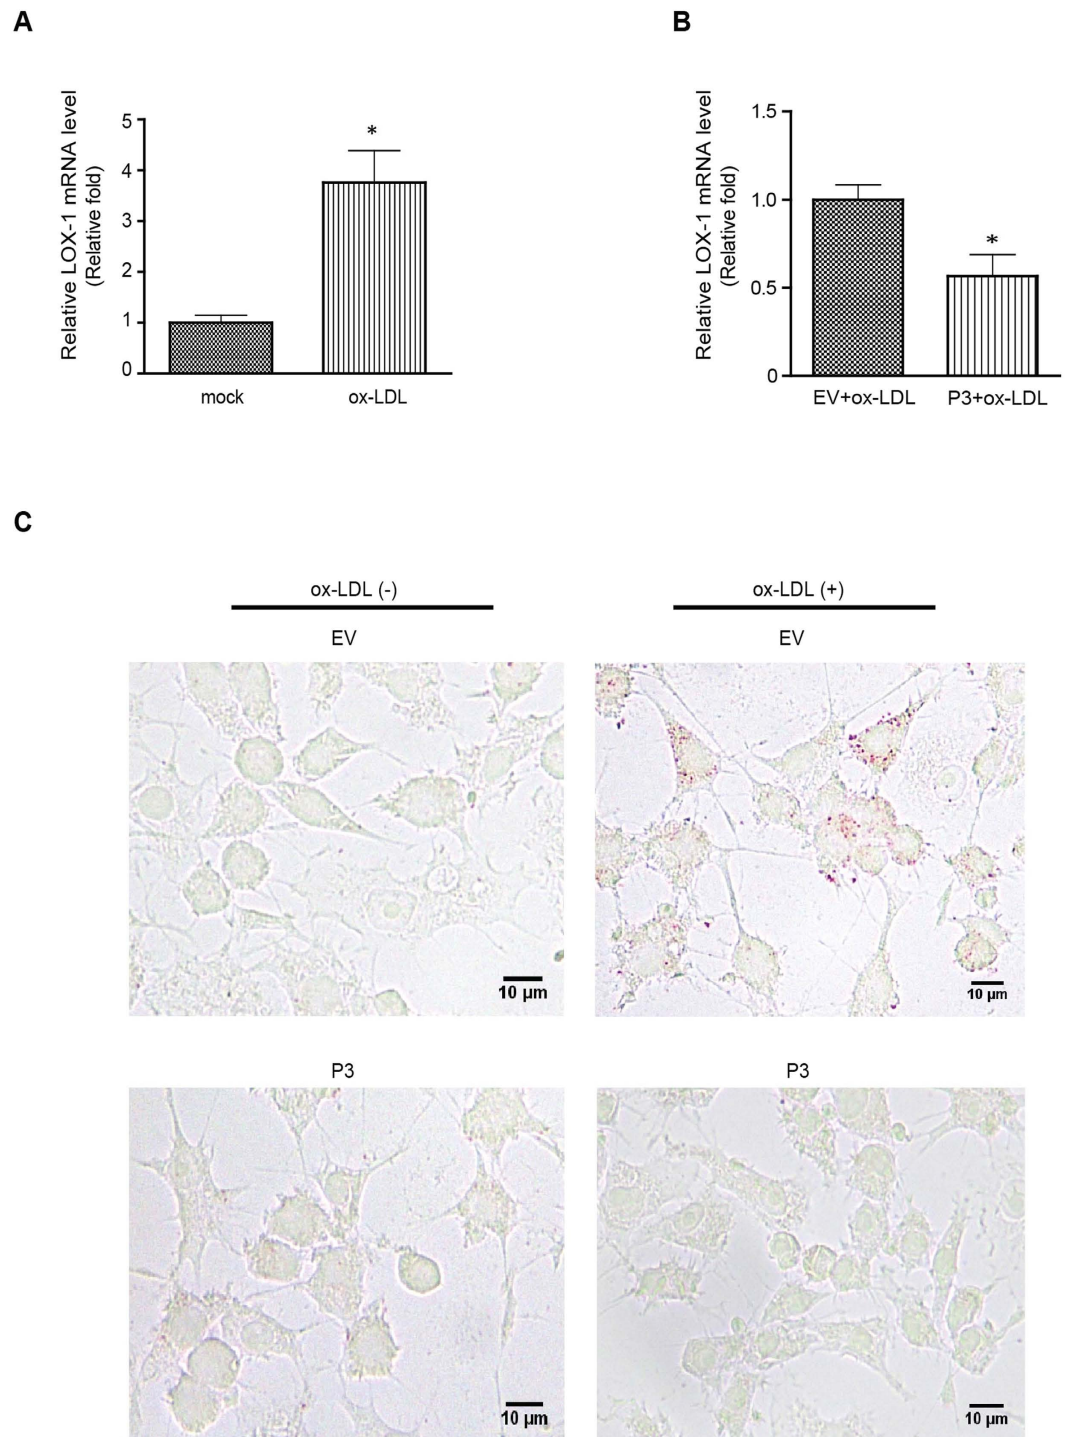 A
Relative LOX-1 mRNA level
(Relative fold)
5
4
3
2
1
0
*
mock
ox-LDL
B
Relative LOX-1 mRNA level
(Relative fold)
1.5
1.0
0.5
0
*
EV+ox-LDL
P3+ox-LDL
C
ox-LDL (-)
ox-LDL (+)
EV
EV
10 µm
10 µm
P3
P3
10 µm
10 µm